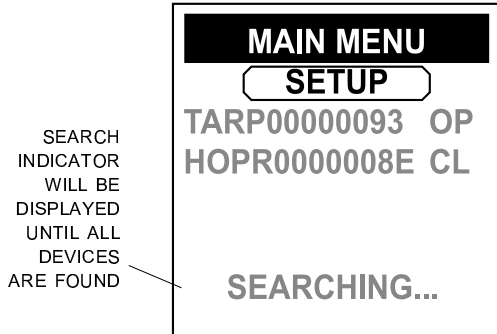 MAIN MENU
SETUP
TARP00000093 OP
HOPR0000008E CL
SEARCH
INDICATOR
WILL BE
DISPLAYED
UNTIL ALL
DEVICES
ARE FOUND
SEARCHING...